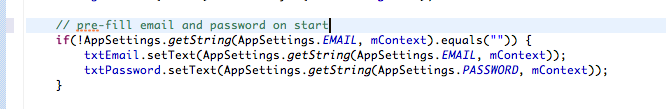 // pre-fill email and password on start
if(!AppSettings.getString(AppSettings.EMAIL, mContext).equals("")) {
txtEmail.setText(AppSettings.getString(AppSettings.EMAIL, mContext));
txtPassword.setText(AppSettings.getString(AppSettings.PASSWORD, mContext));
}